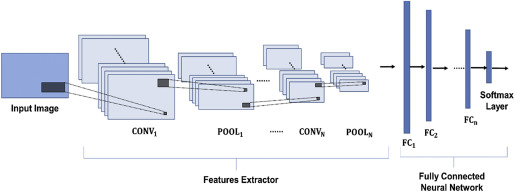 Input Image
CONV1
POOL1
......
CONVN
POOLN
FC1
FC2
FCn
Softmax
Layer
Features Extractor
Fully Connected
Neural Network